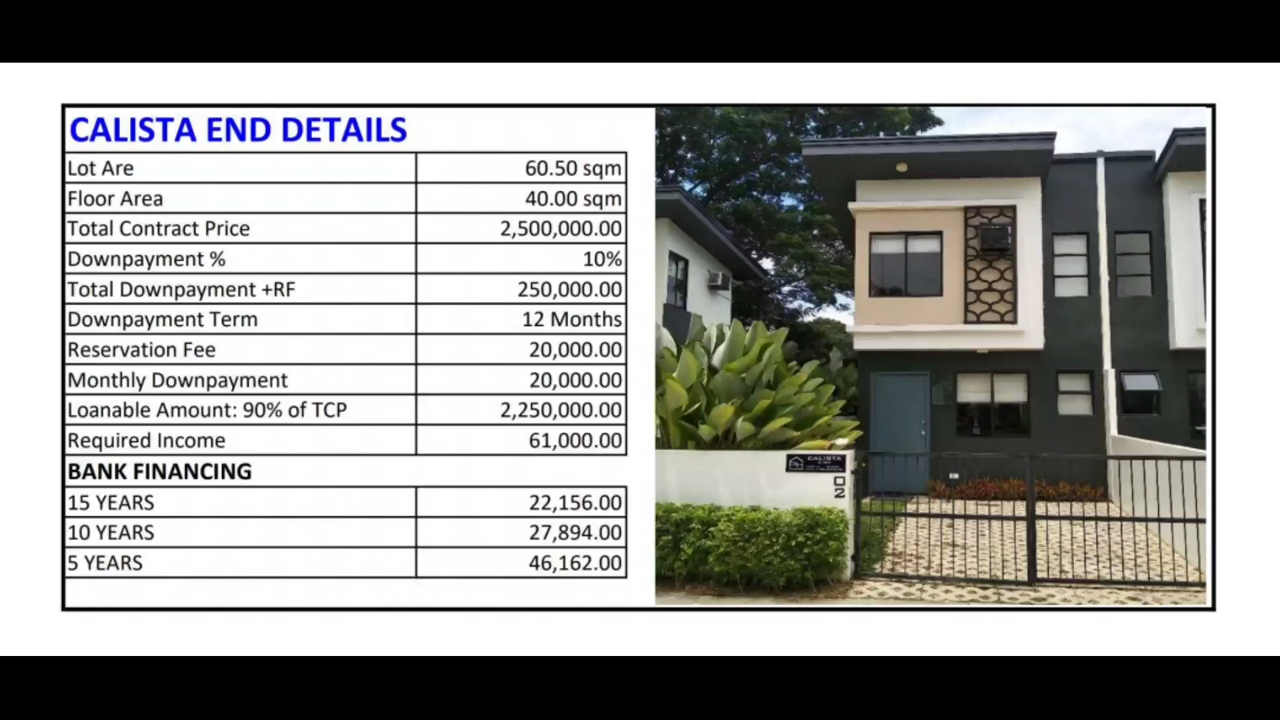 CALISTA END DETAILS
Lot Are 60.50 sqm
Floor Area 40.00 sqm
Total Contract Price 2,500,000.00
Downpayment % 10%
Total Downpayment +RF 250,000.00
Downpayment Term 12 Months
Reservation Fee 20,000.00
Monthly Downpayment 20,000.00
Loanable Amount: 90% of TCP 2,250,000.00
Required Income 61,000.00
BANK FINANCING
15 YEARS 22,156.00
10 YEARS 27,894.00
5 YEARS 46,162.00
CALISTA
02